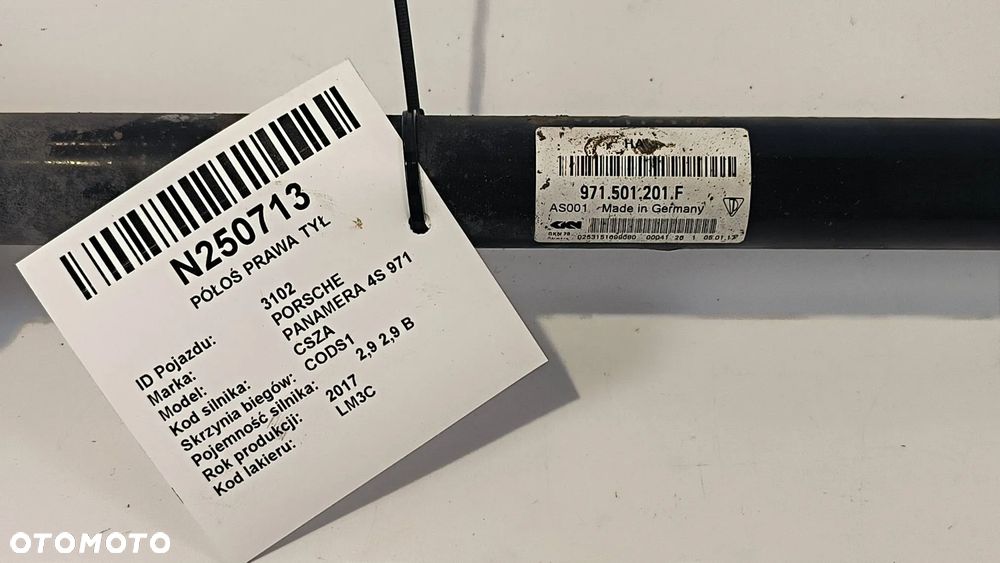 N250713
PÓŁOŚ PRAWA TYŁ
ID Pojazdu: 3102
Marka: PORSCHE
Model: PANAMERA 4S 971
Kod silnika: CSZA
Skrzynia biegów: CODS1
Pojemność silnika: 2,9 2,9 B
Rok produkcji: 2017
Kod lakieru: LM3C
971.501.201.F
AS001 Made in Germany
GKN
OTOMOTO